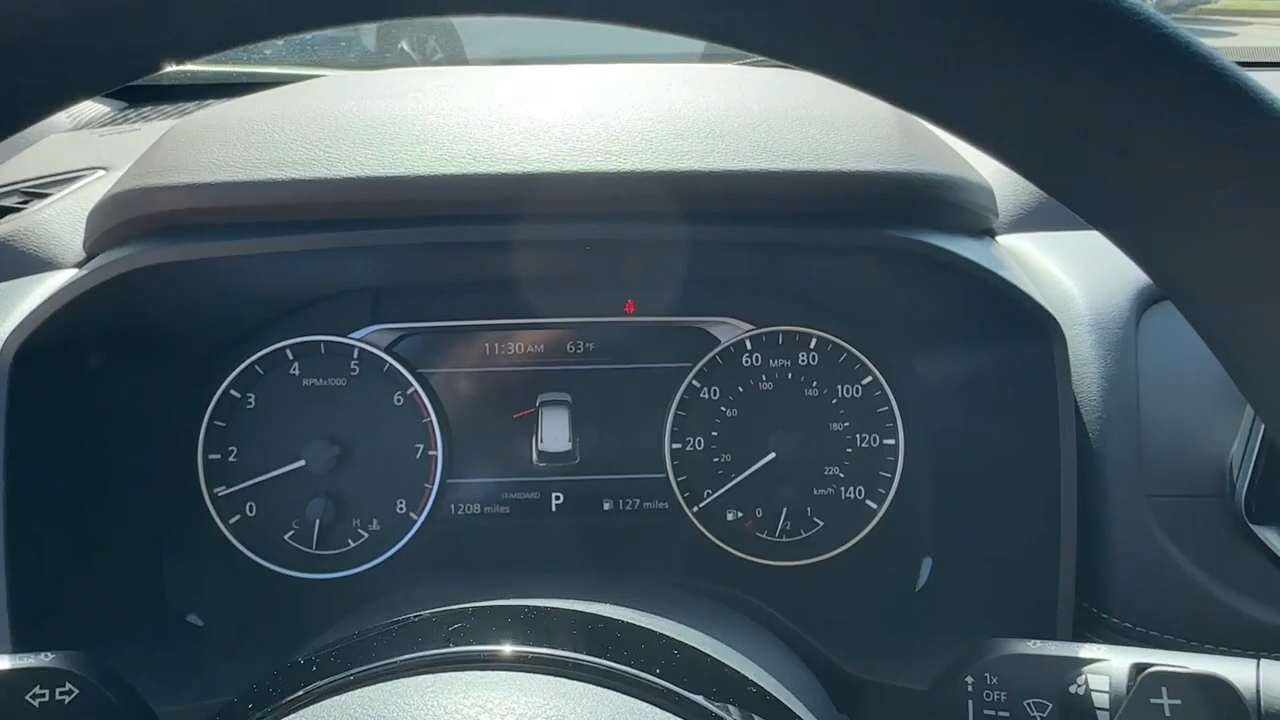 11:30 AM 63°F
4 5
RPMx1000
3 6
2 7
0 8
C H
60 MPH 80
40 100 140 100
60
180
20 120
20
220
0 km/h 140
0 1/2 1
STANDARD
P
1208 miles
127 miles
1x
OFF